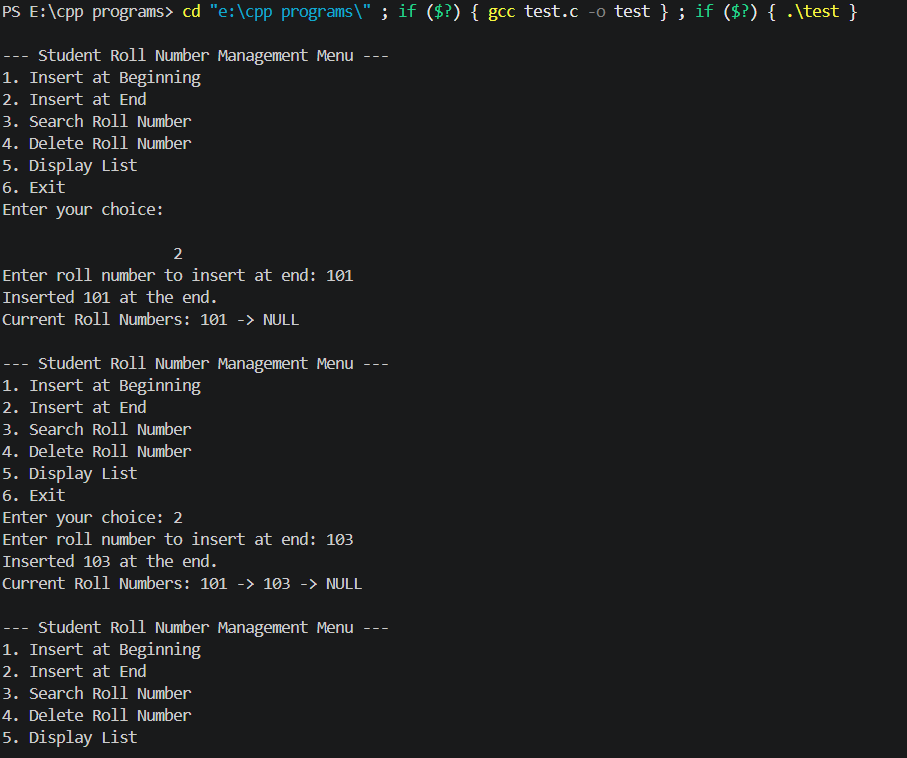 PS E:\cpp programs> cd "e:\cpp programs\" ; if ($?) { gcc test.c -o test } ; if ($?) { .\test }
--- Student Roll Number Management Menu ---
1. Insert at Beginning
2. Insert at End
3. Search Roll Number
4. Delete Roll Number
5. Display List
6. Exit
Enter your choice:
2
Enter roll number to insert at end: 101
Inserted 101 at the end.
Current Roll Numbers: 101 -> NULL
--- Student Roll Number Management Menu ---
1. Insert at Beginning
2. Insert at End
3. Search Roll Number
4. Delete Roll Number
5. Display List
6. Exit
Enter your choice: 2
Enter roll number to insert at end: 103
Inserted 103 at the end.
Current Roll Numbers: 101 -> 103 -> NULL
--- Student Roll Number Management Menu ---
1. Insert at Beginning
2. Insert at End
3. Search Roll Number
4. Delete Roll Number
5. Display List